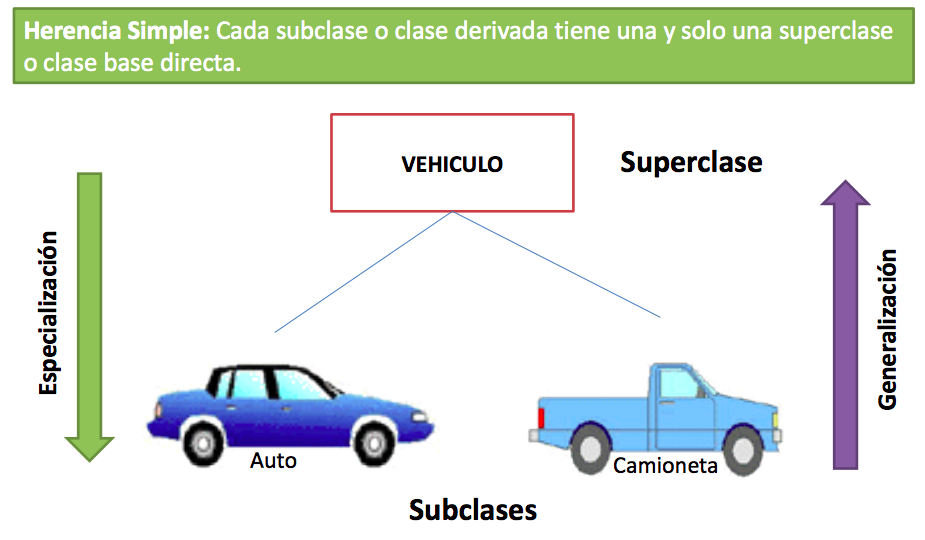 Herencia Simple: Cada subclase o clase derivada tiene una y solo una superclase
o clase base directa.
VEHICULO
Superclase
Especialización
Generalización
Auto
Camioneta
Subclases